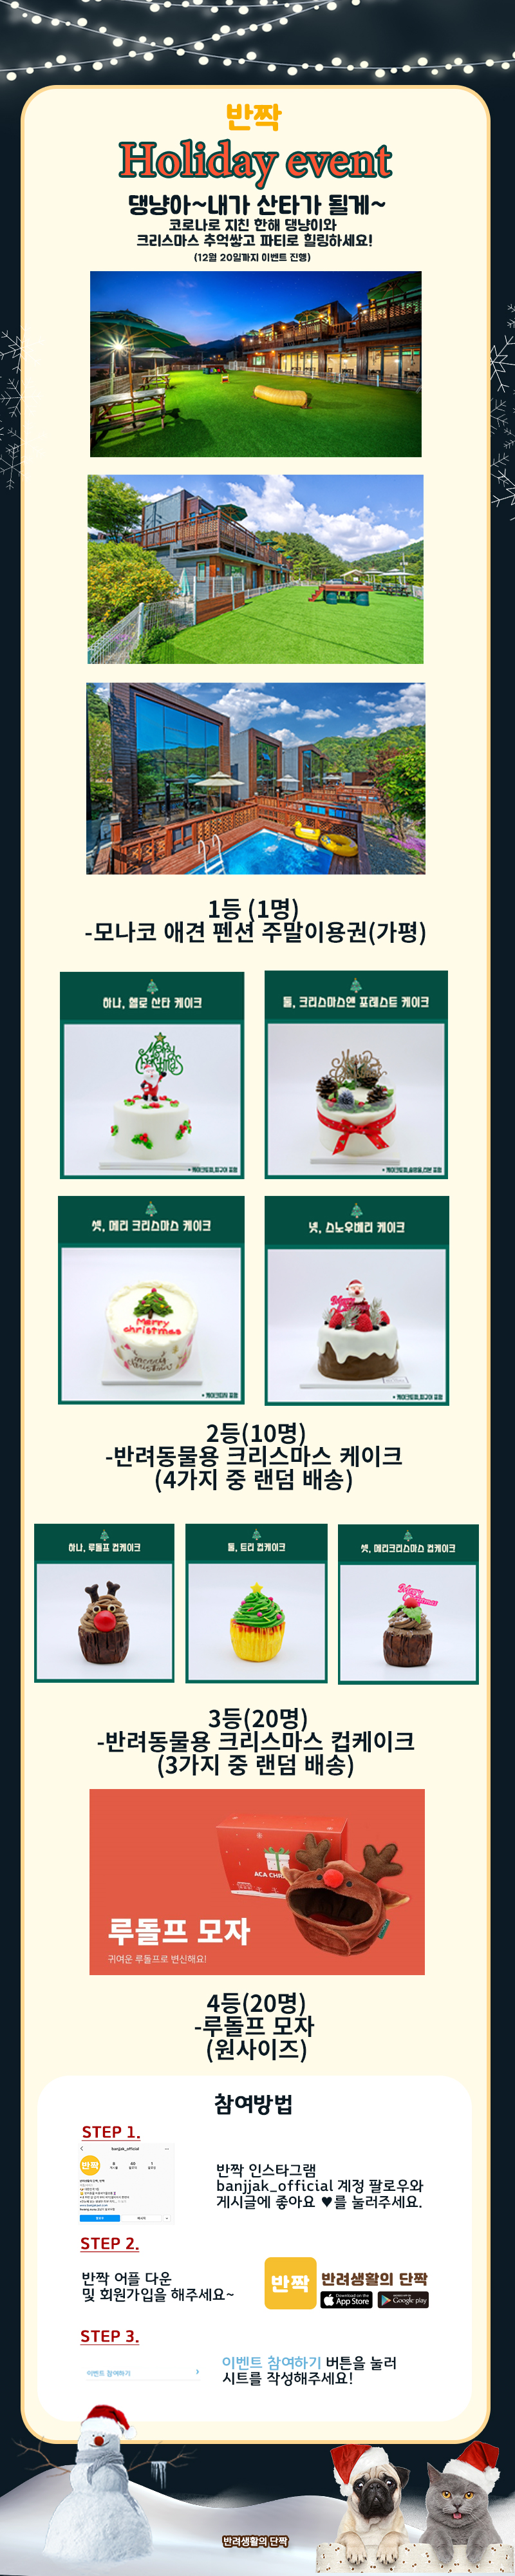 반짝
Holiday event
댕냥아~내가 산타가 될게~
코로나로 지친 한해 댕냥이와
크리스마스 추억쌓고 파티로 힐링하세요!
(12월 20일까지 이벤트 진행)
1등 (1명)
-모나코 애견 펜션 주말이용권(가평)
하나, 헬로 산타 케이크
둘, 크리스마스앤 포레스트 케이크
Merry
Christmas
셋, 메리 크리스마스 케이크
넷, 스노우베리 케이크
Merry
christmas
2등(10명)
-반려동물용 크리스마스 케이크
(4가지 중 랜덤 배송)
하나, 루돌프 컵케이크
둘, 트리 컵케이크
셋, 메리크리스마스 컵케이크
Merry
Christmas
3등(20명)
-반려동물용 크리스마스 컵케이크
(3가지 중 랜덤 배송)
루돌프 모자
귀여운 루돌프로 변신해요!
4등(20명)
-루돌프 모자
(원사이즈)
참여방법
STEP 1.
banjjak_official
반짝
반짝 인스타그램
banjjak_official 계정 팔로우와
게시글에 좋아요 ♥를 눌러주세요.
STEP 2.
반짝 어플 다운
및 회원가입을 해주세요~
반짝
반려생활의 단짝
Download on the
App Store
Google play
STEP 3.
이벤트 참여하기
이벤트 참여하기 버튼을 눌러
시트를 작성해주세요!
반려생활의 단짝